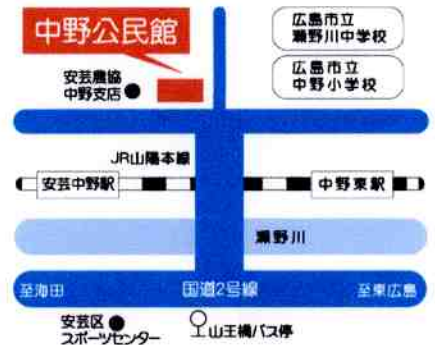 中野公民館
広島市立
瀬野川中学校
安芸農協
中野支店
広島市立
中野小学校
JR山陽本線
安芸中野駅
中野東駅
瀬野川
至海田
国道2号線
至東広島
安芸区
スポーツセンター
山王橋バス停